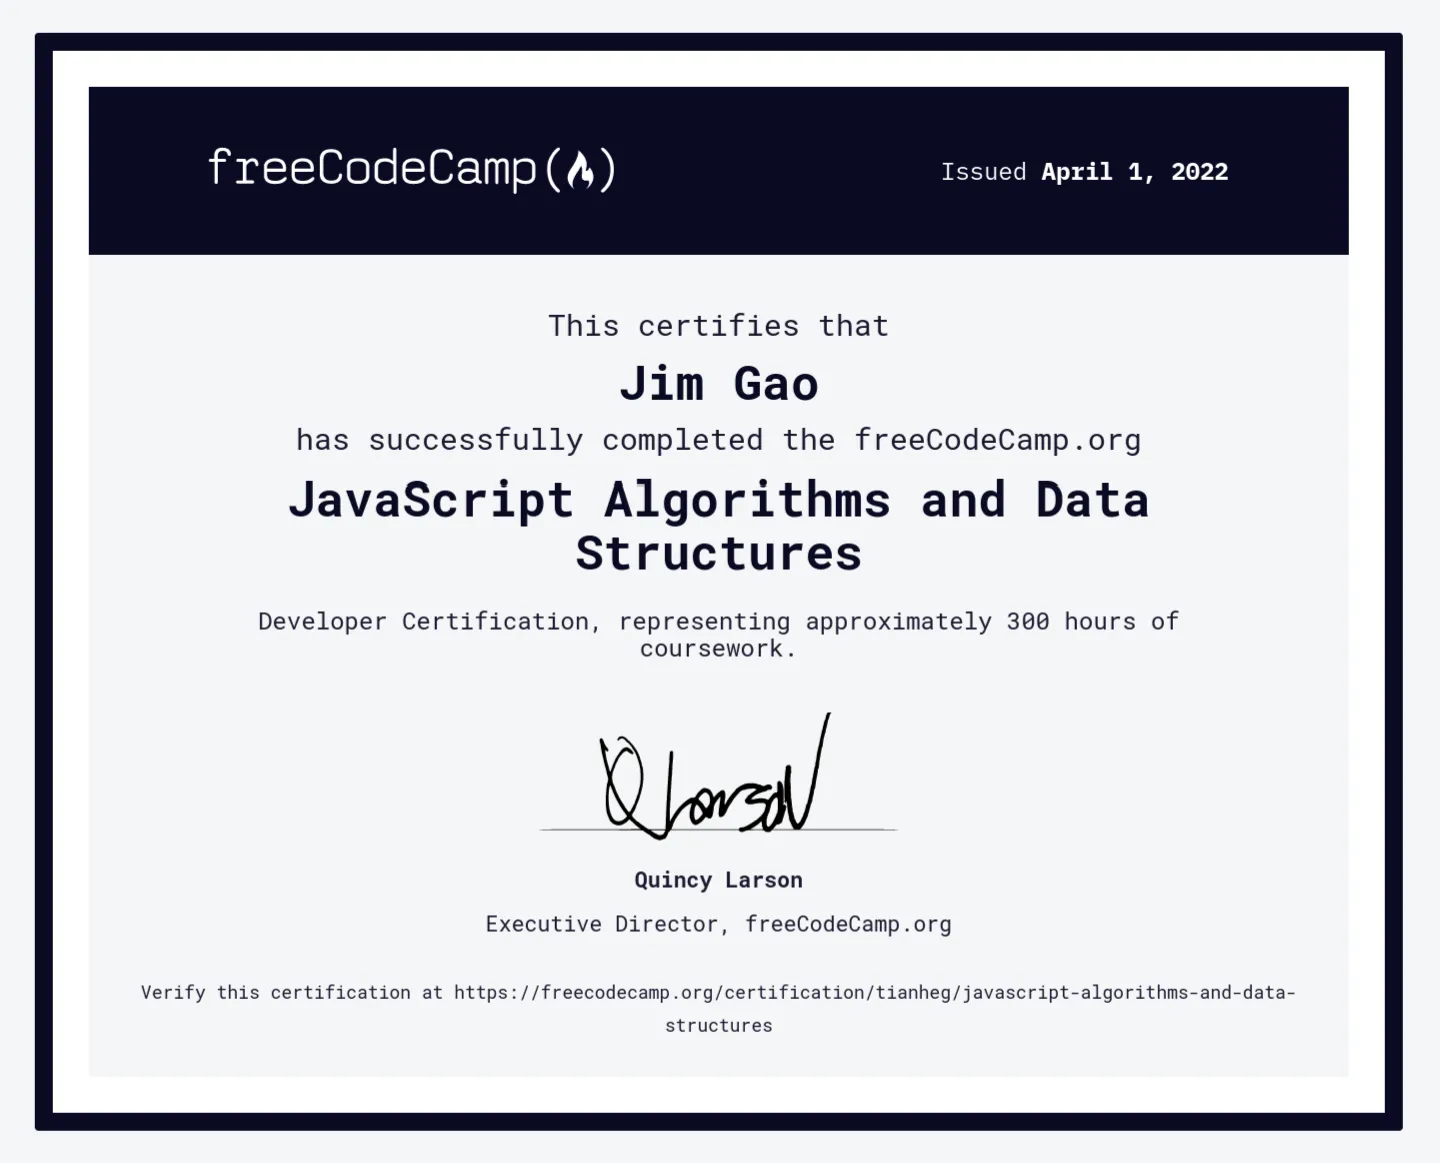 freeCodeCamp(🔥)
Issued April 1, 2022
This certifies that
Jim Gao
has successfully completed the freeCodeCamp.org
JavaScript Algorithms and Data
Structures
Developer Certification, representing approximately 300 hours of
coursework.
Q Larson
Quincy Larson
Executive Director, freeCodeCamp.org
Verify this certification at https://freecodecamp.org/certification/tianheg/javascript-algorithms-and-data-
structures